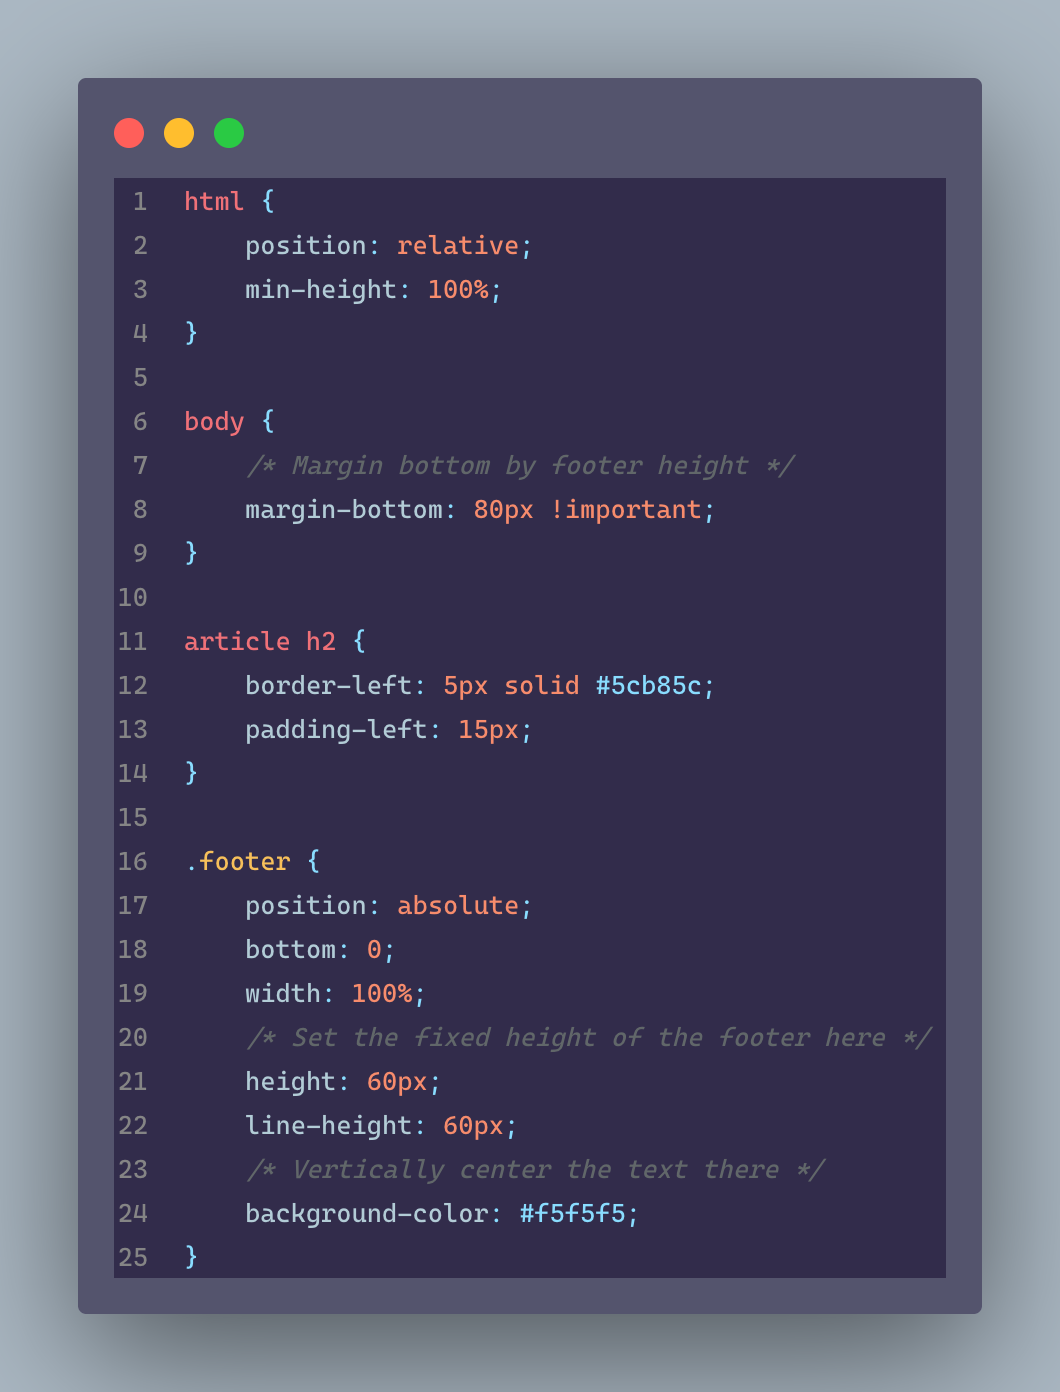 1 html {
2     position: relative;
3     min-height: 100%;
4 }
5
6 body {
7     /* Margin bottom by footer height */
8     margin-bottom: 80px !important;
9 }
10
11 article h2 {
12     border-left: 5px solid #5cb85c;
13     padding-left: 15px;
14 }
15
16 .footer {
17     position: absolute;
18     bottom: 0;
19     width: 100%;
20     /* Set the fixed height of the footer here */
21     height: 60px;
22     line-height: 60px;
23     /* Vertically center the text there */
24     background-color: #f5f5f5;
25 }